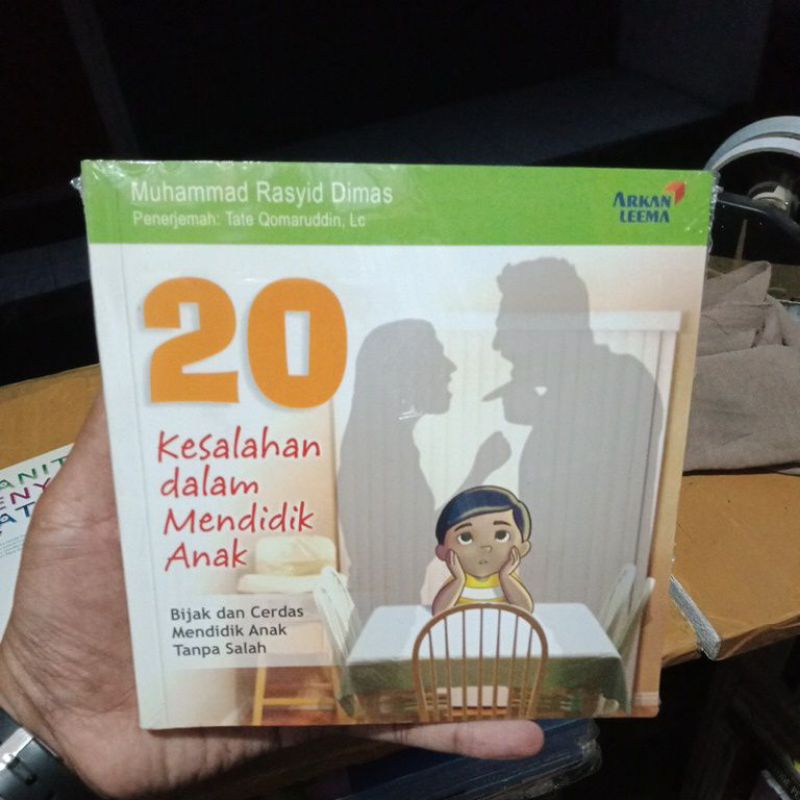 Muhammad Rasyid Dimas
Penerjemah: Tate Qomaruddin, Lc
ARKAN
LEEMA
20
Kesalahan
dalam
Mendidik
Anak
Bijak dan Cerdas
Mendidik Anak
Tanpa Salah